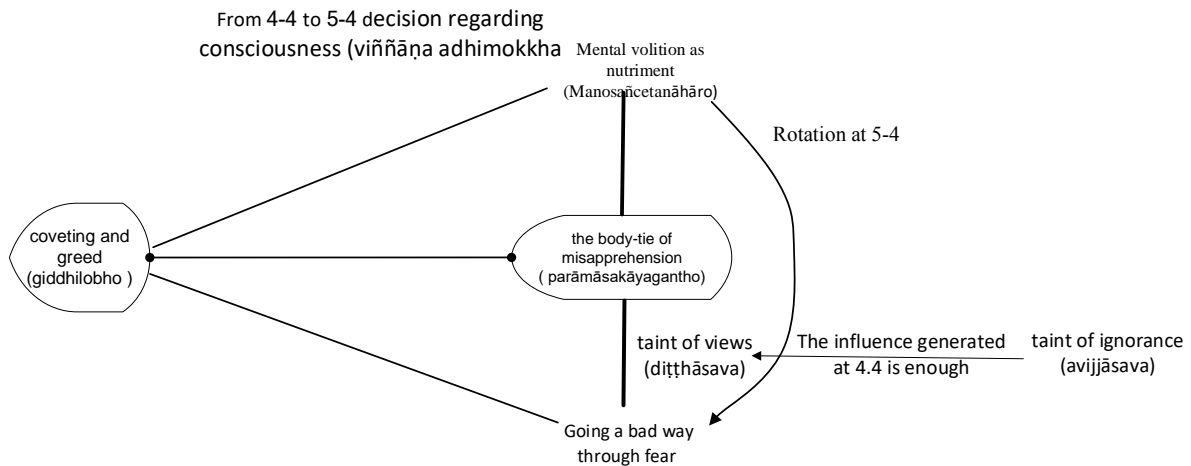 From 4-4 to 5-4 decision regarding
consciousness (viññāṇa adhimokkha
Mental volition as
nutriment
(Manosañcetanāhāro)
Rotation at 5-4
coveting and
greed
(giddhilobho )
the body-tie of
misapprehension
( parāmāsakāyagantho)
taint of views
(diṭṭhāsava)
The influence generated
at 4.4 is enough
taint of ignorance
(avijjāsava)
Going a bad way
through fear